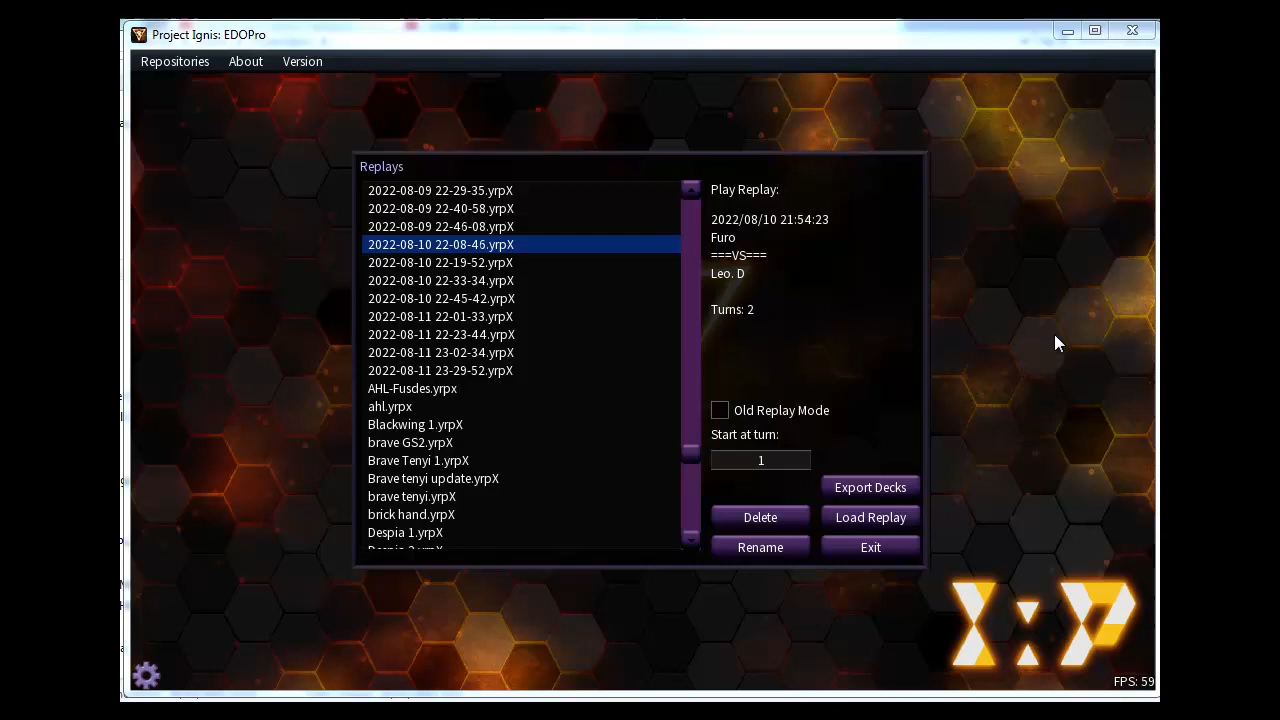 Project Ignis: EDOPro
Repositories About Version
Replays
2022-08-09 22-29-35.yrpX
2022-08-09 22-40-58.yrpX
2022-08-09 22-46-08.yrpX
2022-08-10 22-08-46.yrpX
2022-08-10 22-19-52.yrpX
2022-08-10 22-33-34.yrpX
2022-08-10 22-45-42.yrpX
2022-08-11 22-01-33.yrpX
2022-08-11 22-23-44.yrpX
2022-08-11 23-02-34.yrpX
2022-08-11 23-29-52.yrpX
AHL-Fusdes.yrpx
ahl.yrpx
Blackwing 1.yrpX
brave GS2.yrpX
Brave Tenyi 1.yrpX
Brave tenyi update.yrpX
brave tenyi.yrpX
brick hand.yrpX
Despia 1.yrpX
Play Replay:
2022/08/10 21:54:23
Furo
===VS===
Leo. D
Turns: 2
Old Replay Mode
Start at turn:
1
Export Decks
Delete
Load Replay
Rename
Exit
FPS: 59